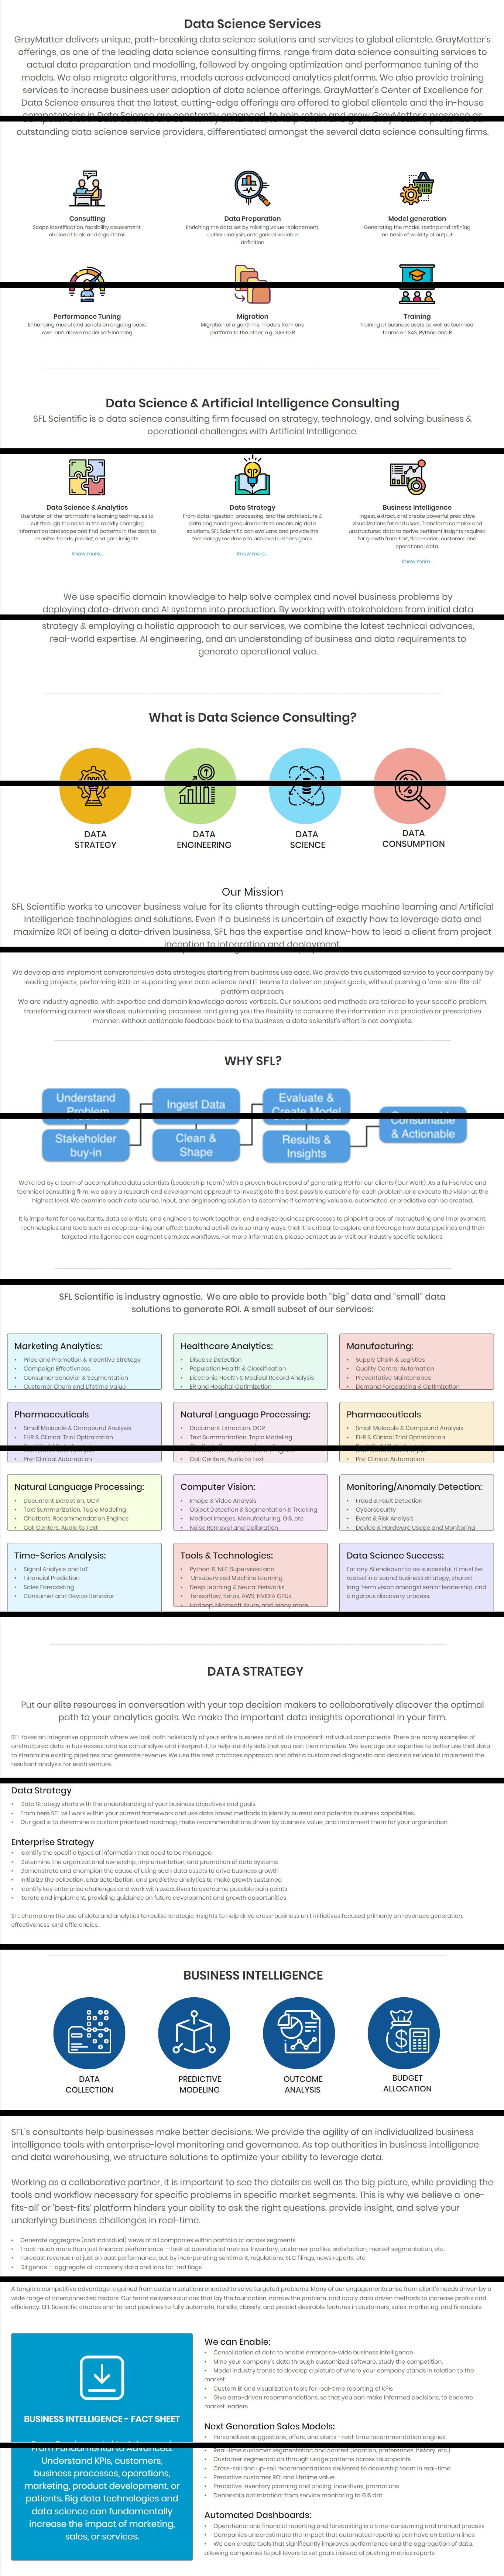 Data Science Services
GrayMatter delivers unique, path-breaking data science solutions and services to global clientele. GrayMatter's
offerings, as one of the leading data science consulting firms, range from data science consulting services to
actual data preparation and modelling, followed by ongoing optimization and performance tuning of the
models. We also migrate algorithms, models across advanced analytics platforms. We also provide training
services to increase business user adoption of data science offerings. GrayMatter's Center of Excellence for
Data Science ensures that the latest, cutting-edge offerings are offered to global clientele and the in-house
outstanding data science service providers, differentiated amongst the several data science consulting firms.
Consulting
Scope identification, feasibility assessment,
choice of tools and algorithms.
Data Preparation
Enriching the data set by missing value replacement,
outlier analysis, categorical variable
definition
Model generation
Generating the model, testing and refining
on basis of validity of output
Performance Tuning
Enhancing model and scripts on ongoing basis,
over and above model self-learning
Migration
Migration of algorithms, models from one
platform to the other, e.g., SAS to R
Training
Training of business users as well as technical
teams on SAS, Python and R
Data Science & Artificial Intelligence Consulting
SFL Scientific is a data science consulting firm focused on strategy, technology, and solving business &
operational challenges with Artificial Intelligence.
Data Science & Analytics
Use state-of-the-art machine learning techniques to
cut through the noise in the rapidly changing
information landscape and find patterns in the data to
monitor trends, predict, and gain insights.
Know more...
Data Strategy
From data ingestion, processing, and the architecture &
data engineering requirements to enable big data
solutions. SFL Scientific can evaluate and provide the
technology roadmap to achieve business goals.
Know more...
Business Intelligence
Ingest, extract, and create powerful predictive
visualizations for end users. Transform complex and
unstructured data to derive pertinent insights required
for growth from text, time-series, customer and
operational data.
Know more...
We use specific domain knowledge to help solve complex and novel business problems by
deploying data-driven and AI systems into production. By working with stakeholders from initial data
strategy & employing a holistic approach to our services, we combine the latest technical advances,
real-world expertise, AI engineering, and an understanding of business and data requirements to
generate operational value.
What is Data Science Consulting?
DATA
STRATEGY
DATA
ENGINEERING
DATA
SCIENCE
DATA
CONSUMPTION
Our Mission
SFL Scientific works to uncover business value for its clients through cutting-edge machine learning and Artificial
Intelligence technologies and solutions. Even if a business is uncertain of exactly how to leverage data and
maximize ROI of being a data-driven business, SFL has the expertise and know-how to lead a client from project
inception to integration and deployment.
We develop and implement comprehensive data strategies starting from business use case. We provide this customized service to your company by
leading projects, performing R&D, or supporting your data science and IT teams to deliver on project goals, without pushing a 'one-size-fits-all'
platform approach.
We are industry agnostic, with expertise and domain knowledge across verticals. Our solutions and methods are tailored to your specific problem,
transforming current workflows, automating processes, and giving you the flexibility to consume the information in a predictive or prescriptive
manner. Without actionable feedback back to the business, a data scientist's effort is not complete.
WHY SFL?
Understand
Problem
Stakeholder
buy-in
Ingest Data
Clean &
Shape
Evaluate &
Create Model
Results &
Insights
Consumable
& Actionable
We're led by a team of accomplished data scientists (Leadership Team) with a proven track record of generating ROI for our clients (Our Work). As a full-service and
technical consulting firm, we apply a research and development approach to investigate the best possible outcome for each problem, and execute the vision at the
highest level. We examine each data source, input, and engineering solution to determine if something valuable, automated, or predictive can be created.
It is important for consultants, data scientists, and engineers to work together, and analyze business processes to pinpoint areas of restructuring and improvement.
Technologies and tools such as deep learning can affect backend activities is so many ways, that it is critical to explore and leverage how data pipelines and their
targeted intelligence can augment complex workflows. For more information, please contact us or visit our industry specific solutions.
SFL Scientific is industry agnostic. We are able to provide both "big" data and "small" data
solutions to generate ROI. A small subset of our services:
Marketing Analytics:
• Price and Promotion & Incentive Strategy
• Campaign Effectivness
• Consumer Behavior & Segmentation
• Customer Churn and Lifetime Value
Healthcare Analytics:
• Disease Detection
• Population Health & Classification
• Electronic Health & Medical Record Analysis
• ER and Hospital Optimization
Manufacturing:
• Supply Chain & Logistics
• Quality Control Automation
• Preventative Maintenance
• Demand Forecasting & Optimization
Pharmaceuticals
• Small Molecule & Compound Analysis
• EHR & Clinical Trial Optimization
• Pre-Clinical Automation
Natural Language Processing:
• Document Extraction, OCR
• Text Summarization, Topic Modeling
• Call Centers, Audio to Text
Pharmaceuticals
• Small Molecule & Compound Analysis
• EHR & Clinical Trial Optimization
• Pre-Clinical Automation
Natural Language Processing:
• Document Extraction, OCR
• Text Summarization, Topic Modeling
• Chatbots, Recommendation Engines
• Call Centers, Audio to Text
Computer Vision:
• Image & Video Analysis
• Object Detection & Segmentation & Tracking
• Medical Images, Manufacturing, GIS, etc.
• Noise Removal and Calibration
Monitoring/Anomaly Detection:
• Fraud & Fault Detection
• Cybersecurity
• Event & Risk Analysis
• Device & Hardware Usage and Monitoring
Time-Series Analysis:
• Signal Analysis and IoT
• Financial Prediction
• Sales Forecasting
• Consumer and Device Behavior
Tools & Technologies:
• Python, R, NLP, Supervised and
• Unsupervised Machine Learning,
• Deep Learning & Neural Networks,
• Tensorflow, Karas, AWS, NVIDIA GPUs,
• Hadoop, Microsoft Azure, and many more.
Data Science Success:
For any AI endeavor to be successful, it must be
rooted in a sound business strategy, shared
long-term vision amongst senior leadership, and
a rigorous discovery process.
DATA STRATEGY
Put our elite resources in conversation with your top decision makers to collaboratively discover the optimal
path to your analytics goals. We make the important data insights operational in your firm.
SFL takes an integrative approach where we look both holistically at your entire business and all its important individual components. There are many examples of
unstructured data in businesses, and we can analyze and interpret it, to help identify sets that you can then monetize. We leverage our expertise to better use that data
to streamline existing pipelines and generate revenue. We use the best practices approach and offer a customized diagnostic and decision service to implement the
resultant analysis for each venture.
Data Strategy
• Data Strategy starts with the understanding of your business objectives and goals.
• From here SFL will work within your current framework and use data based methods to identify current and potential business capabilities.
• Our goal is to determine a custom prioritized roadmap, make recommendations driven by business value, and implement them for your organization.
Enterprise Strategy
• Identify the specific types of information that need to be managed
• Determine the organizational ownership, implementation, and promotion of data systems
• Demonstrate and champion the cause of using such data assets to drive business growth
• Initialize the collection, characterization, and predictive analytics to make growth sustained
• Identify key enterprise challenges and work with executives to overcome possible pain points
• Iterate and implement, providing guidance on future development and growth opportunities
SFL champions the use of data and analytics to realize strategic insights to help drive cross-business unit initiatives focused primarily on revenues generation,
effectiveness, and efficiencies.
BUSINESS INTELLIGENCE
DATA
COLLECTION
PREDICTIVE
MODELING
OUTCOME
ANALYSIS
BUDGET
ALLOCATION
SFL's consultants help businesses make better decisions. We provide the agility of an individualized business
intelligence tools with enterprise-level monitoring and governance. As top authorities in business intelligence
and data warehousing, we structure solutions to optimize your ability to leverage data.
Working as a collaborative partner, it is important to see the details as well as the big picture, while providing the
tools and workflow necessary for specific problems in specific market segments. This is why we believe a 'one-
fits-all' or 'best-fits' platform hinders your ability to ask the right questions, provide insight, and solve your
underlying business challenges in real-time.
• Generate aggregate (and individual) views of all companies within portfolio or across segments
• Track much more than just financial performance — look at operational metrics: inventory, customer profiles, satisfaction, market segmentation, etc.
• Forecast revenue not just on past performance, but by incorporating sentiment, regulations, SEC filings, news reports, etc.
• Diligence — aggregate all company data and look for 'red flags'
A tangible competitive advantage is gained from custom solutions enacted to solve targeted problems. Many of our engagements arise from client's needs driven by a
wide range of interconnected factors. Our team delivers solutions that lay the foundation, narrow the problem, and apply data driven methods to increase profits and
efficiency. SFL Scientific creates end-to-end pipelines to fully automate, handle, classify, and predict desirable features in customers, sales, marketing, and financials.
BUSINESS INTELLIGENCE - FACT SHEET
From Fundamental to Advanced:
Understand KPIs, customers,
business processes, operations,
marketing, product development, or
patients. Big data technologies and
data science can fundamentally
increase the impact of marketing,
sales, or services.
We can Enable:
• Consolidation of data to enable enterprise-wide business intelligence
• Mine your company's data through customized software, study the competition,
• Model industry trends to develop a picture of where your company stands in relation to the
market
• Custom BI and visualization tools for real-time reporting of KPIs
• Give data-driven recommendations, so that you can make informed decisions, to become
market leaders
Next Generation Sales Models:
• Personalized suggestions, offers, and alerts - real-time recommendation engines
• Real-time customer segmentation and context (location, preferences, history, etc.)
• Customer segmentation through usage patterns across touchpoints
• Cross-sell and up-sell recommendations delivered to dealership team in real-time
• Predictive customer ROI and lifetime value
• Predictive inventory planning and pricing, incentives, promotions
• Dealership optimization; from service monitoring to GIS dat
Automated Dashboards:
• Operational and financial reporting and forecasting is a time-consuming and manual process
• Companies underestimate the impact that automated reporting can have on bottom lines
• We can create tools that significantly improves performance and the aggregation of data,
allowing companies to pull levers to set goals instead of pushing metrics reports